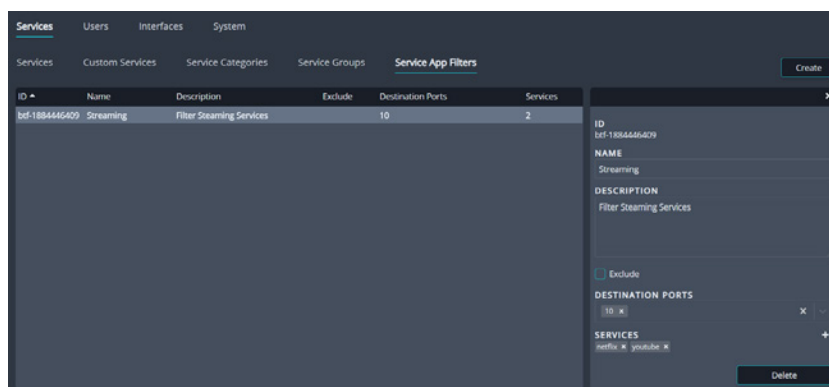 Services Users Interfaces System
Services Custom Services Service Categories Service Groups Service App Filters
Create
ID Name Description Exclude Destination Ports Services
btf-1884446409 Streaming Filter Steaming Services 10 2
ID
btf-1884446409
NAME
Streaming
DESCRIPTION
Filter Steaming Services
Exclude
DESTINATION PORTS
10
SERVICES
netflix youtube
Delete